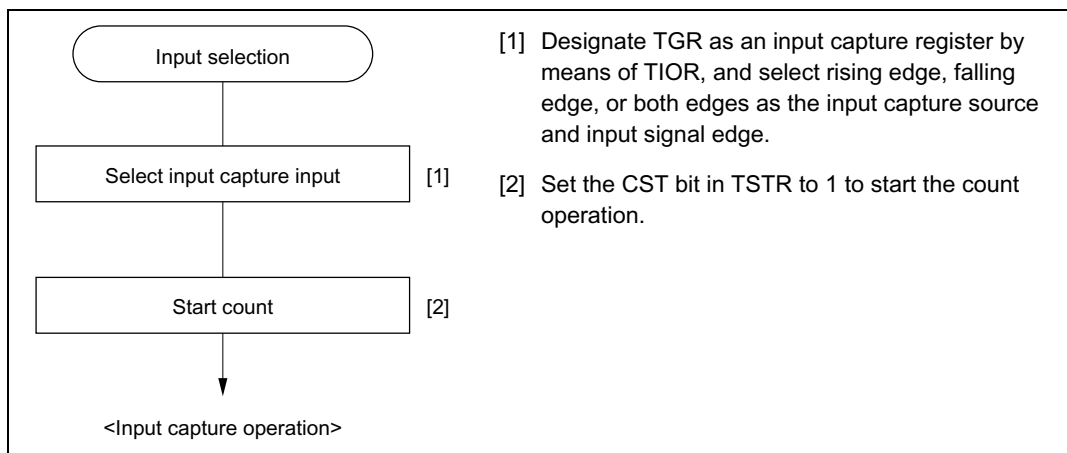 Input selection
Select input capture input [1]
Start count [2]
<Input capture operation>
[1] Designate TGR as an input capture register by
means of TIOR, and select rising edge, falling
edge, or both edges as the input capture source
and input signal edge.
[2] Set the CST bit in TSTR to 1 to start the count
operation.